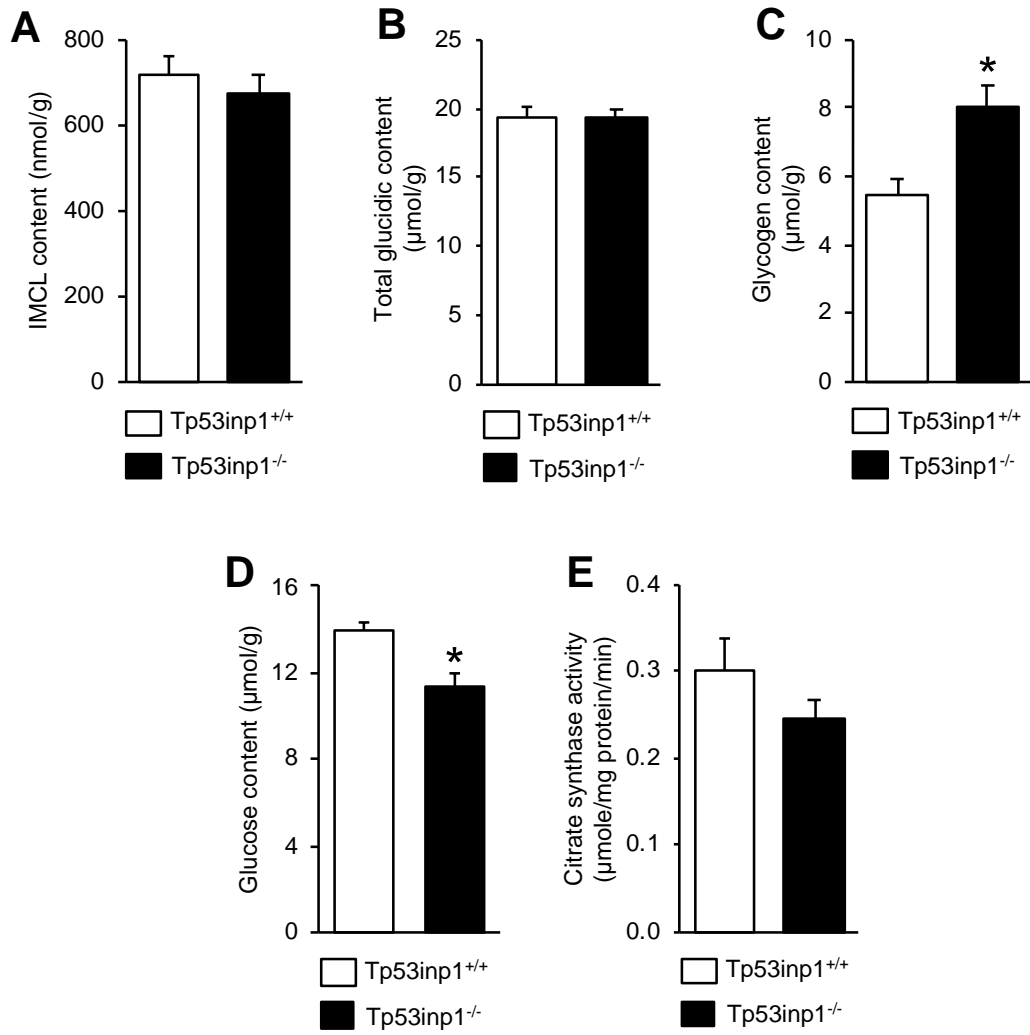 A
IMCL content (nmol/g)
800
600
400
200
0
Tp53inp1+/+
Tp53inp1-/-
B
Total glucidic content
(µmol/g)
25
20
15
10
5
0
Tp53inp1+/+
Tp53inp1-/-
C
Glycogen content
(µmol/g)
10
8
6
4
2
0
*
Tp53inp1+/+
Tp53inp1-/-
D
Glucose content (µmol/g)
16
12
8
4
0
*
Tp53inp1+/+
Tp53inp1-/-
E
Citrate synthase activity
(µmole/mg protein/min)
0.4
0.3
0.2
0.1
0.0
Tp53inp1+/+
Tp53inp1-/-